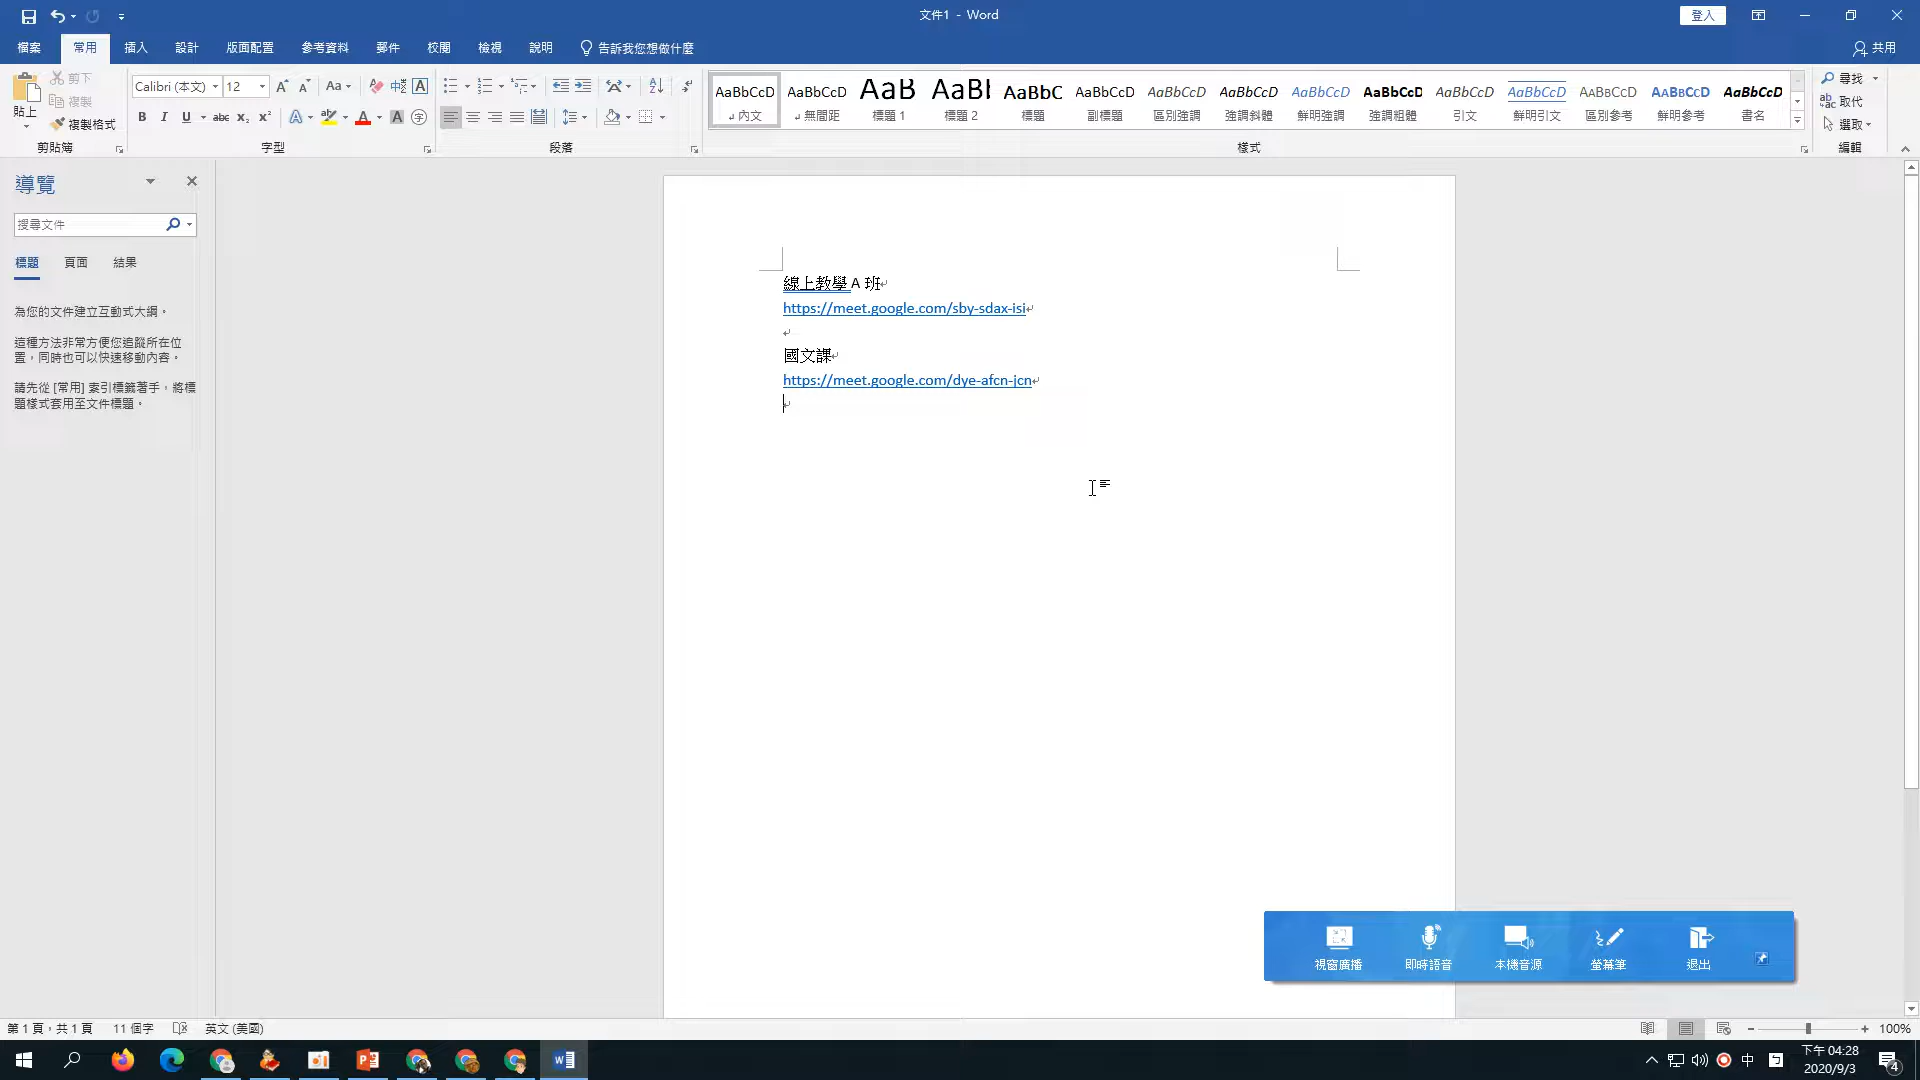 文件1 - Word
登入
檔案 常用 插入 設計 版面配置 參考資料 郵件 校閱 檢視 說明 告訴我您想做什麼 共用
貼上 剪下 複製 複製格式
Calibri (本文) 12
AaBbCcD AaBbCcD AaB AaBl AaBbC AaBbCcD AaBbCcD AaBbCcD AaBbCcD AaBbCcD AaBbCcD AaBbCcD AaBbCcD AaBbCcD AaBbCcD
內文 無間距 標題 1 標題 2 標題 副標題 區別強調 強調斜體 鮮明強調 強調粗體 引文 鮮明引文 區別參考 鮮明參考 書名
尋找
取代
選取
剪貼簿 字型 段落 樣式 編輯
導覽
搜尋文件
標題 頁面 結果
為您的文件建立互動式大綱。
這種方法非常方便您追蹤所在位
置，同時也可以快速移動內容。
請先從 [常用] 索引標籤著手，將標
題樣式套用至文件標題。
線上教學 A 班
https://meet.google.com/sby-sdax-isi
國文課
https://meet.google.com/dye-afcn-jcn
視窗廣播 即時語音 本機音源 螢幕筆 退出
第 1 頁，共 1 頁 11 個字 英文 (美國) 100%
中 下午 04:28
2020/9/3
4